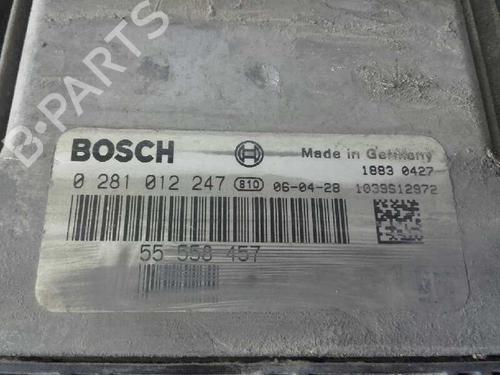 BOSCH
Made in Germany
1883 0427
0 281 012 247 810 06-04-28 1039S12972
55 558 457
B-PARTS